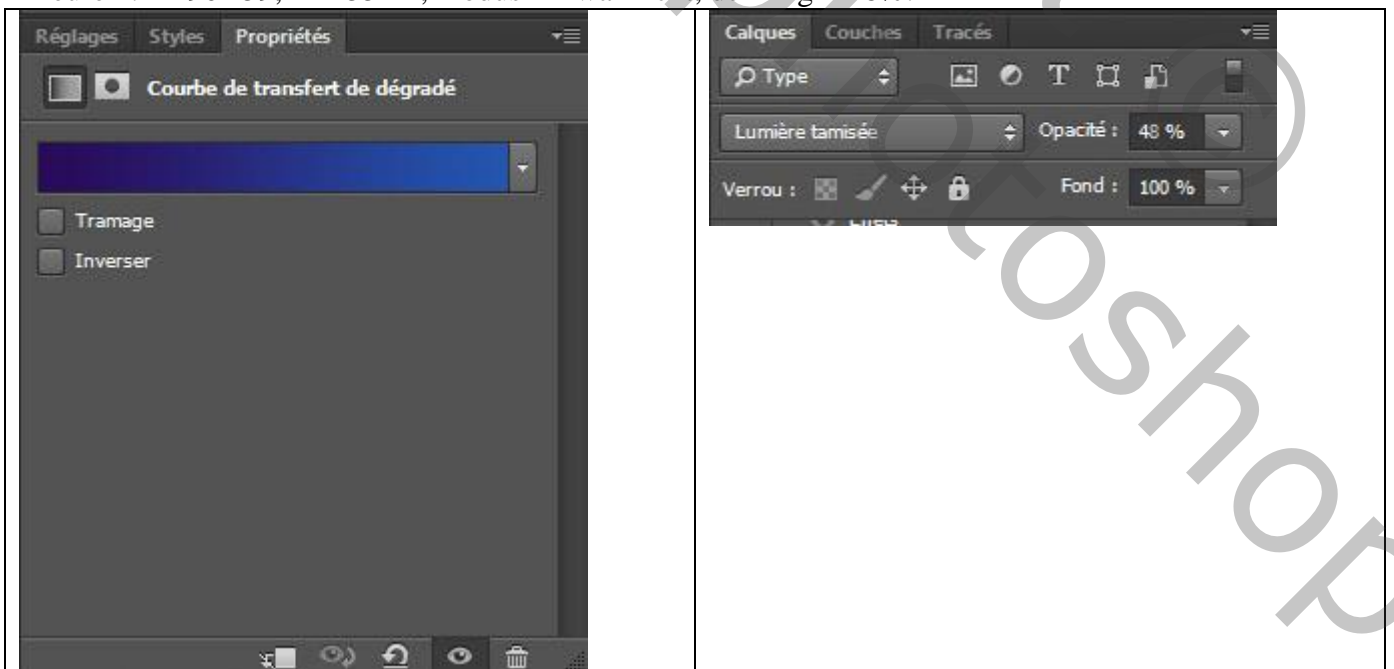 Réglages Styles Propriétés
Courbe de transfert de dégradé
Tramage
Inverser
Calques Couches Tracés
Type
Lumière tamisée Opacité : 48 %
Verrou : Fond : 100 %
Effets